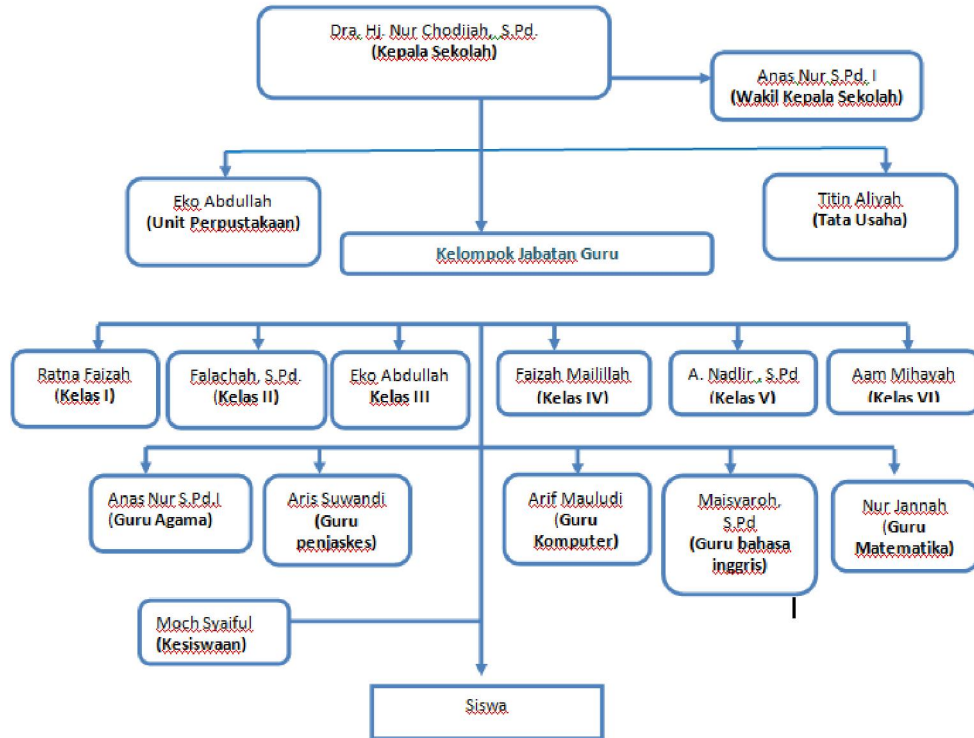 Dra. Hj. Nur Chodijah, S.Pd.
(Kepala Sekolah)
Anas Nur S.Pd. I
(Wakil Kepala Sekolah)
Eko Abdullah
(Unit Perpustakaan)
Titin Aliyah
(Tata Usaha)
Kelompok Jabatan Guru
Ratna Faizah
(Kelas I)
Falachah, S.Pd.
(Kelas II)
Eko Abdullah
Kelas III
Faizah Mailillah
(Kelas IV)
A. Nadlir., S.Pd
(Kelas V)
Aam Mihayah
(Kelas VI)
Anas Nur S.Pd.I
(Guru Agama)
Aris Suwandi
(Guru
penjaskes)
Arif Mauludi
(Guru
Komputer)
Maisyaroh,
S.Pd
(Guru bahasa
inggris)
Nur Jannah
(Guru
Matematika)
Moch Syaiful
(Kesiswaan)
Siswa